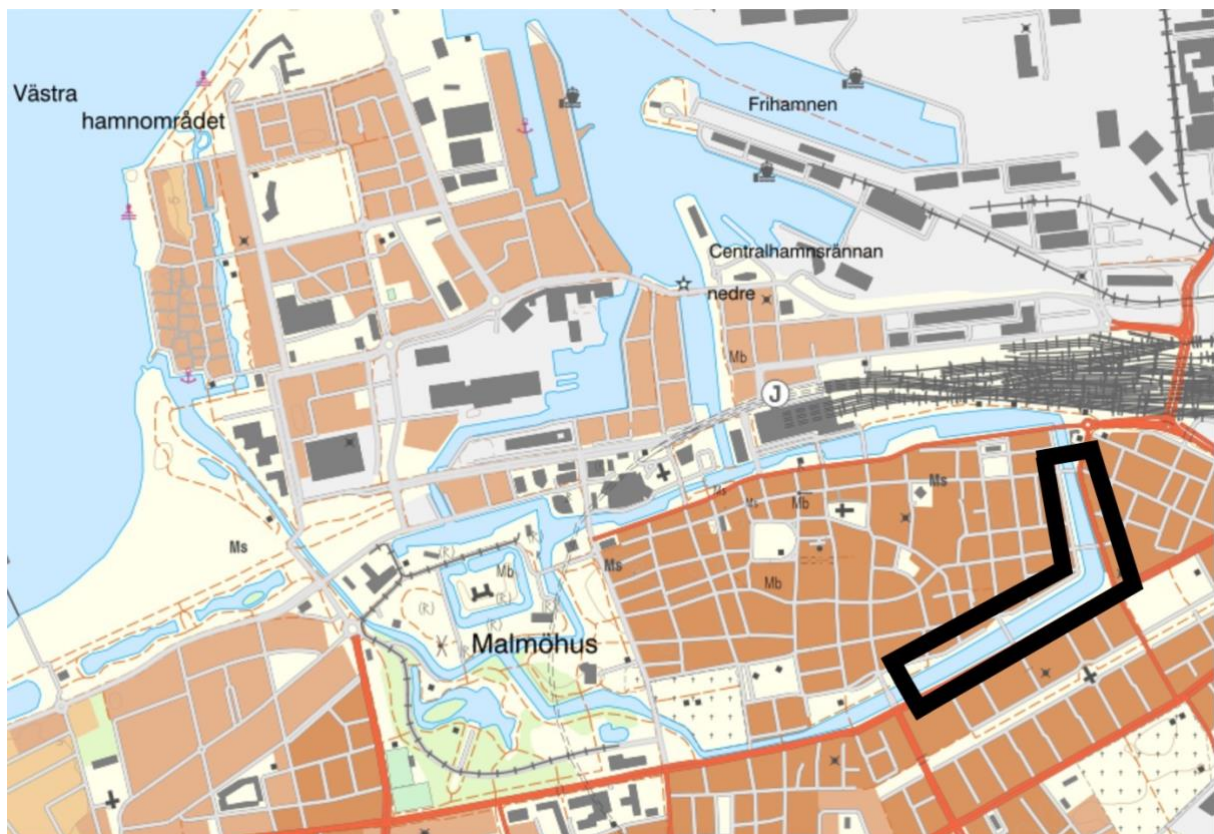 Västra
hamnområdet
Frihamnen
Centralhamnsrännan
nedre
Mb
J
Ms
Ms
Ms
Mb
Ms
(R)
(R)
Mb
Ms
(R)
(R)
(R)
Mb
Malmöhus